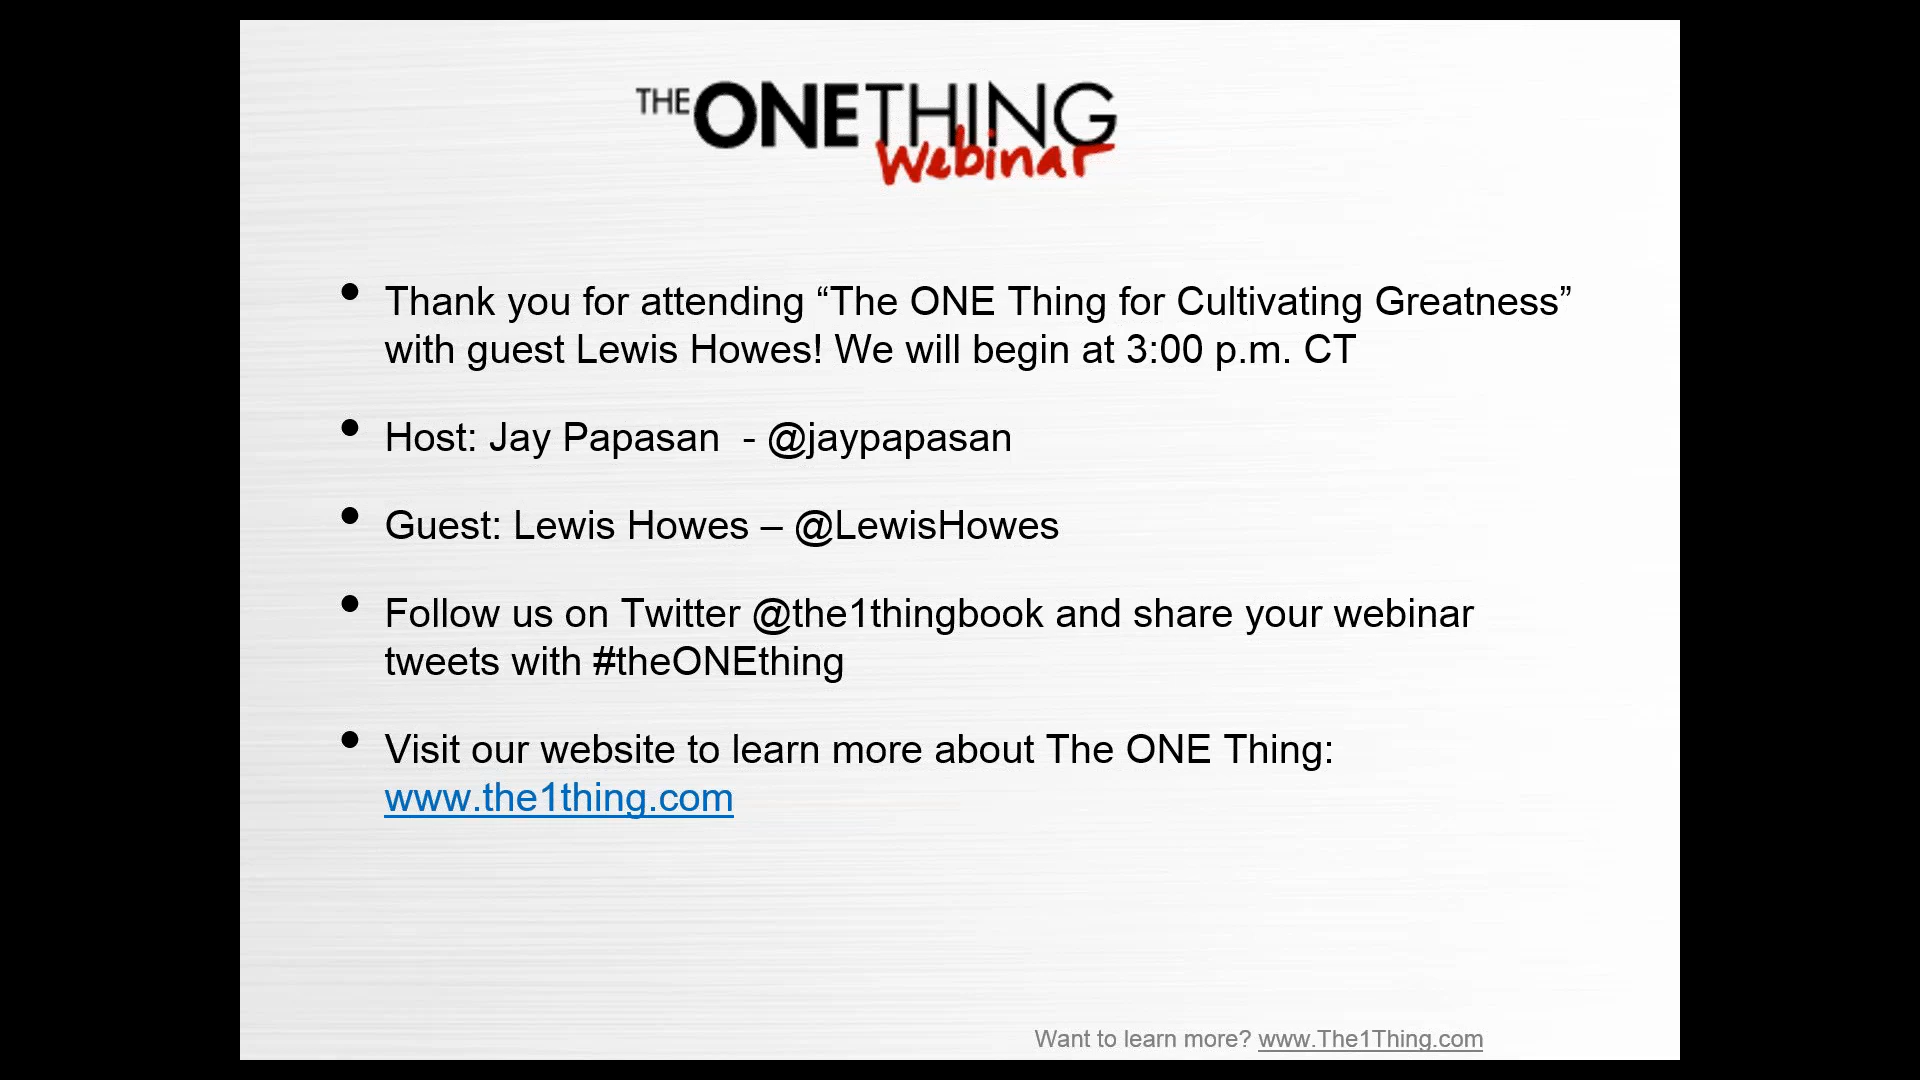 THE ONE THING
Webinar
• Thank you for attending “The ONE Thing for Cultivating Greatness”
with guest Lewis Howes! We will begin at 3:00 p.m. CT
• Host: Jay Papasan  - @jaypapasan
• Guest: Lewis Howes – @LewisHowes
• Follow us on Twitter @the1thingbook and share your webinar
tweets with #theONEthing
• Visit our website to learn more about The ONE Thing:
www.the1thing.com
Want to learn more? www.The1Thing.com